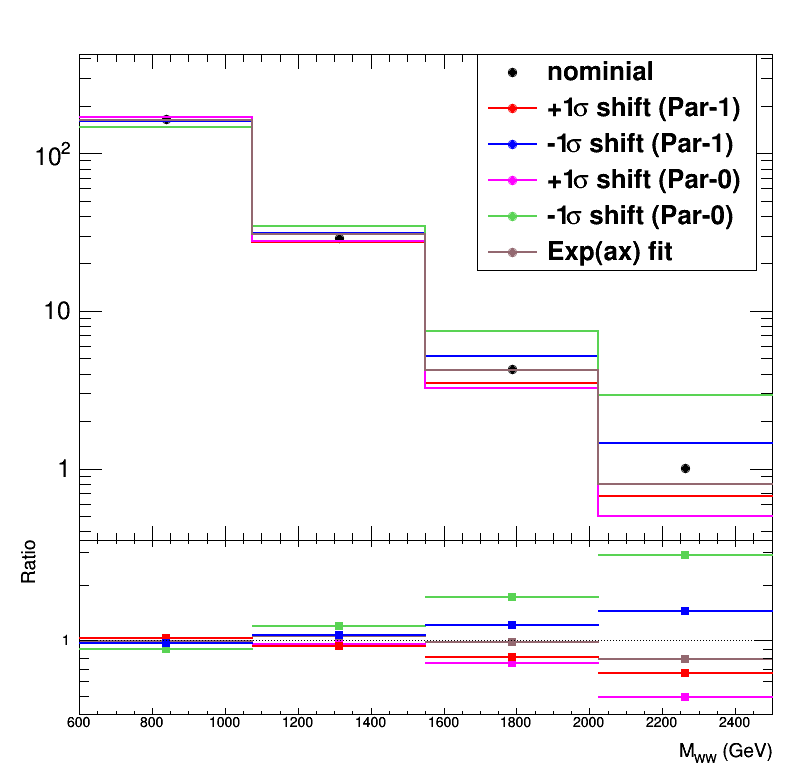 nominial
+1σ shift (Par-1)
-1σ shift (Par-1)
+1σ shift (Par-0)
-1σ shift (Par-0)
Exp(ax) fit
10²
10
1
Ratio
1
600 800 1000 1200 1400 1600 1800 2000 2200 2400
M_WW (GeV)